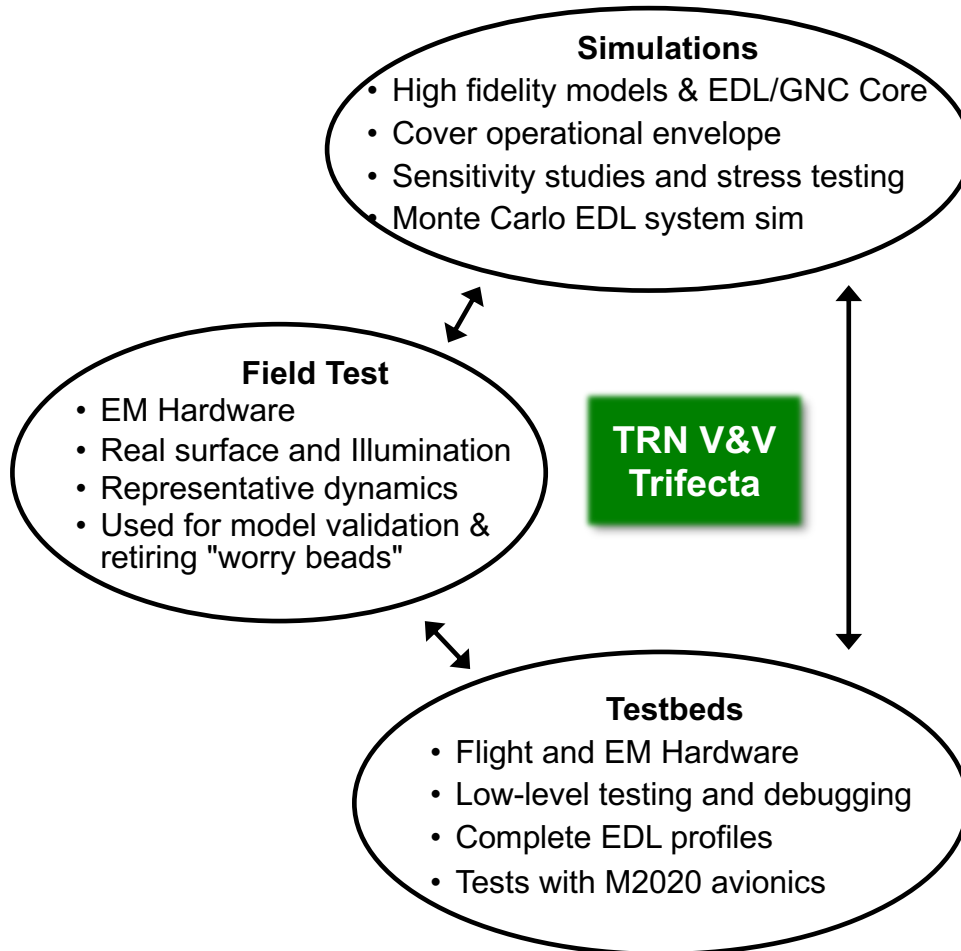 Simulations
• High fidelity models & EDL/GNC Core
• Cover operational envelope
• Sensitivity studies and stress testing
• Monte Carlo EDL system sim
Field Test
• EM Hardware
• Real surface and Illumination
• Representative dynamics
• Used for model validation &
retiring "worry beads"
TRN V&V
Trifecta
Testbeds
• Flight and EM Hardware
• Low-level testing and debugging
• Complete EDL profiles
• Tests with M2020 avionics